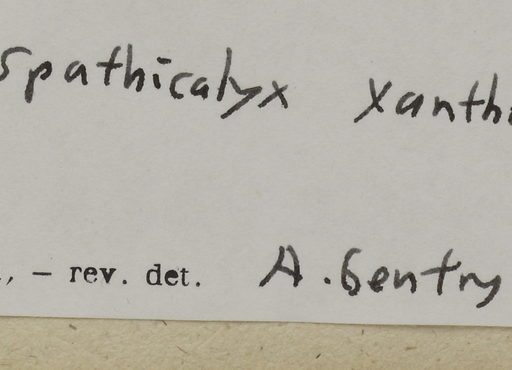 Spathicalyx Xanth
., – rev. det. A. Gentry